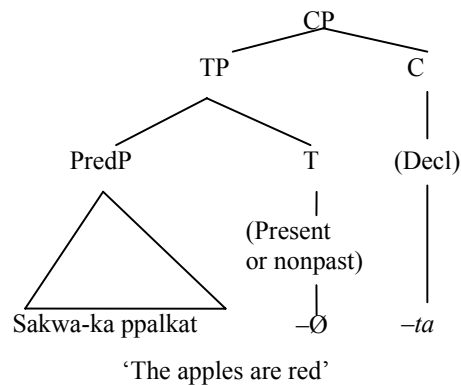 CP
TP C
PredP T (Decl)
(Present
or nonpast)
Sakwa-ka ppalkat –Ø –ta
‘The apples are red’